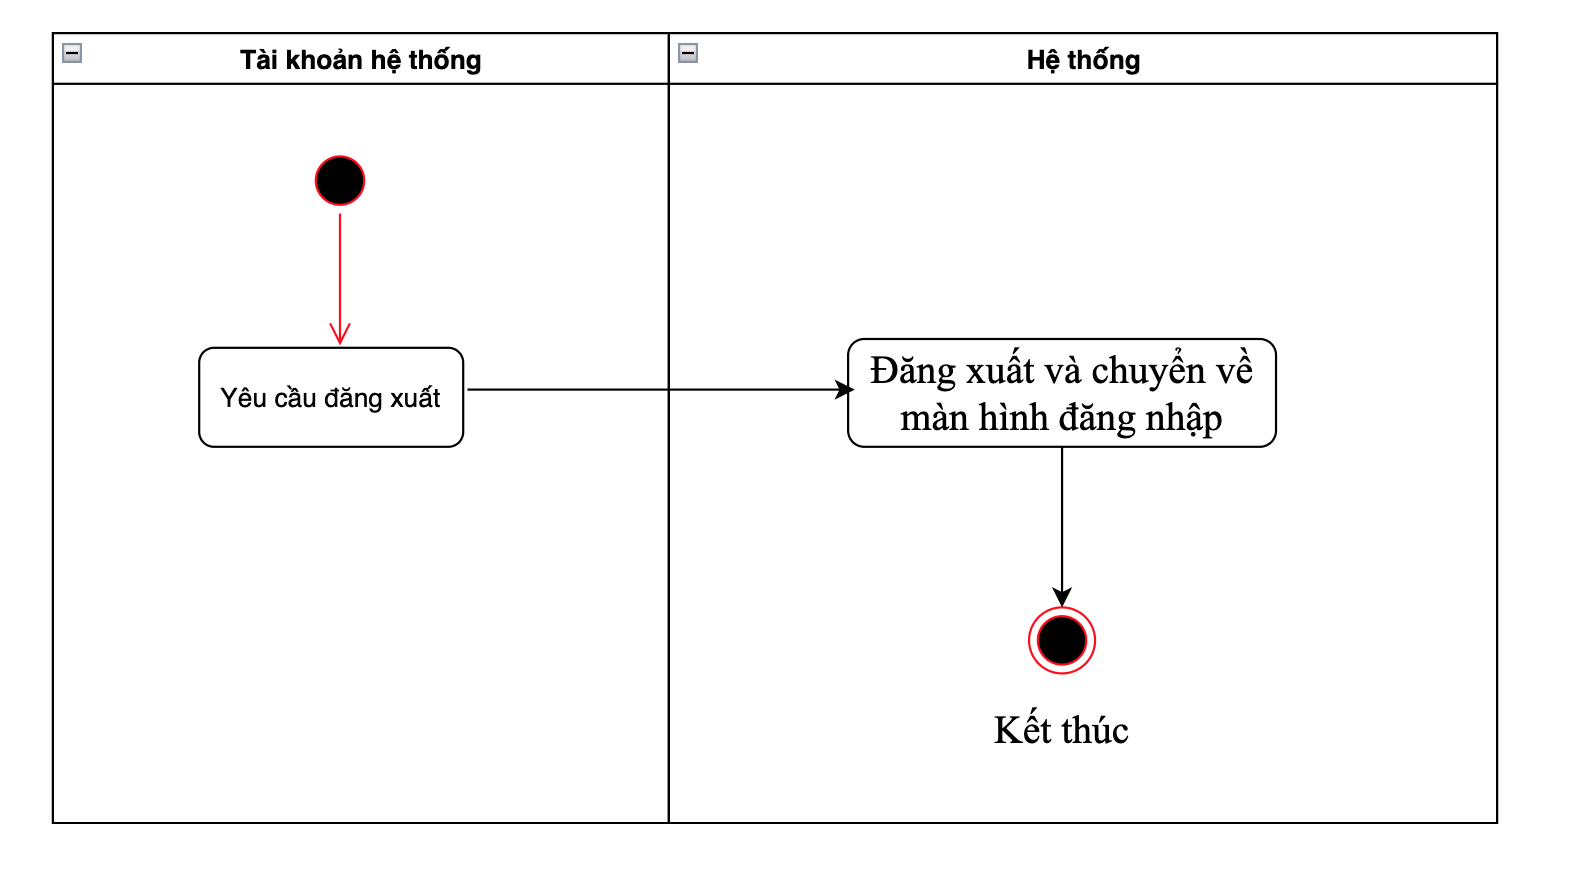 Tài khoản hệ thống
Hệ thống
Yêu cầu đăng xuất
Đăng xuất và chuyển về
màn hình đăng nhập
Kết thúc